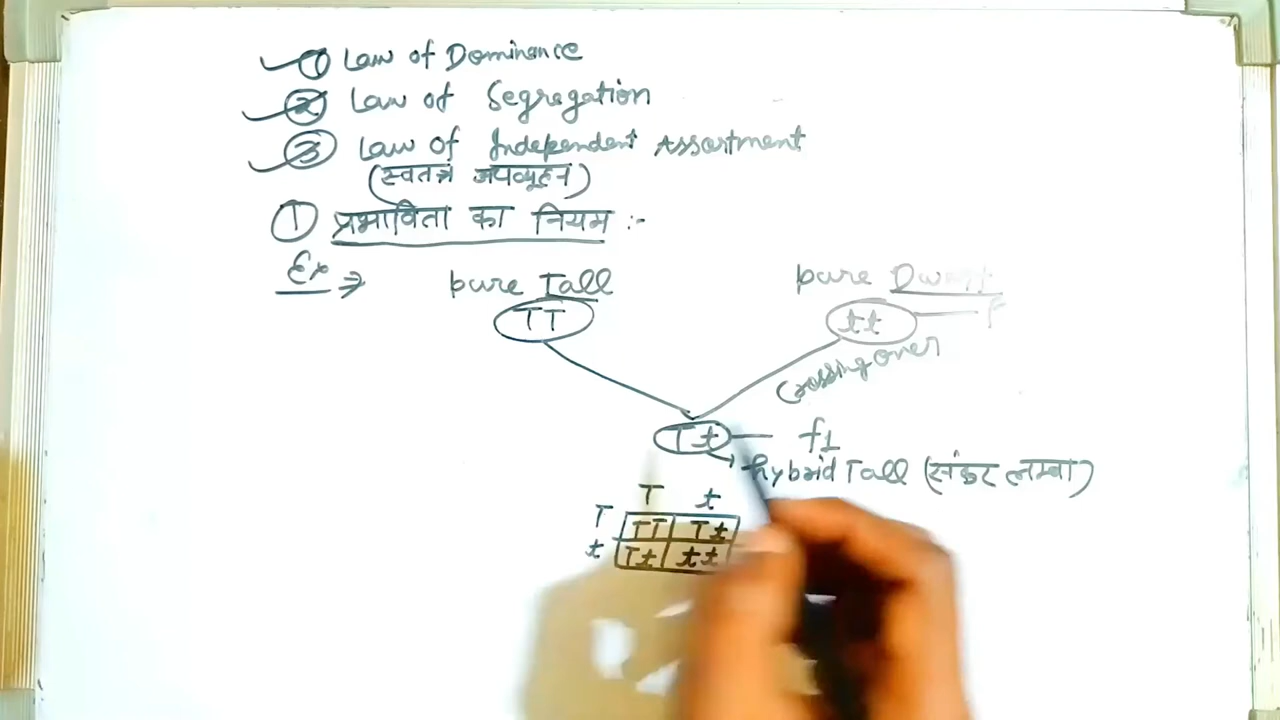 ① Law of Dominance
② Law of Segregation
③ Law of Independent Assortment
(स्वतन्त्र अपव्यूहन)
① प्रभाविता का नियम :-
Ex ⇒ pure Tall pure Dwarf
TT tt
Crossing over
Tt f1
hybrid Tall (संकर लम्बा)
T t
T TT Tt
t Tt tt